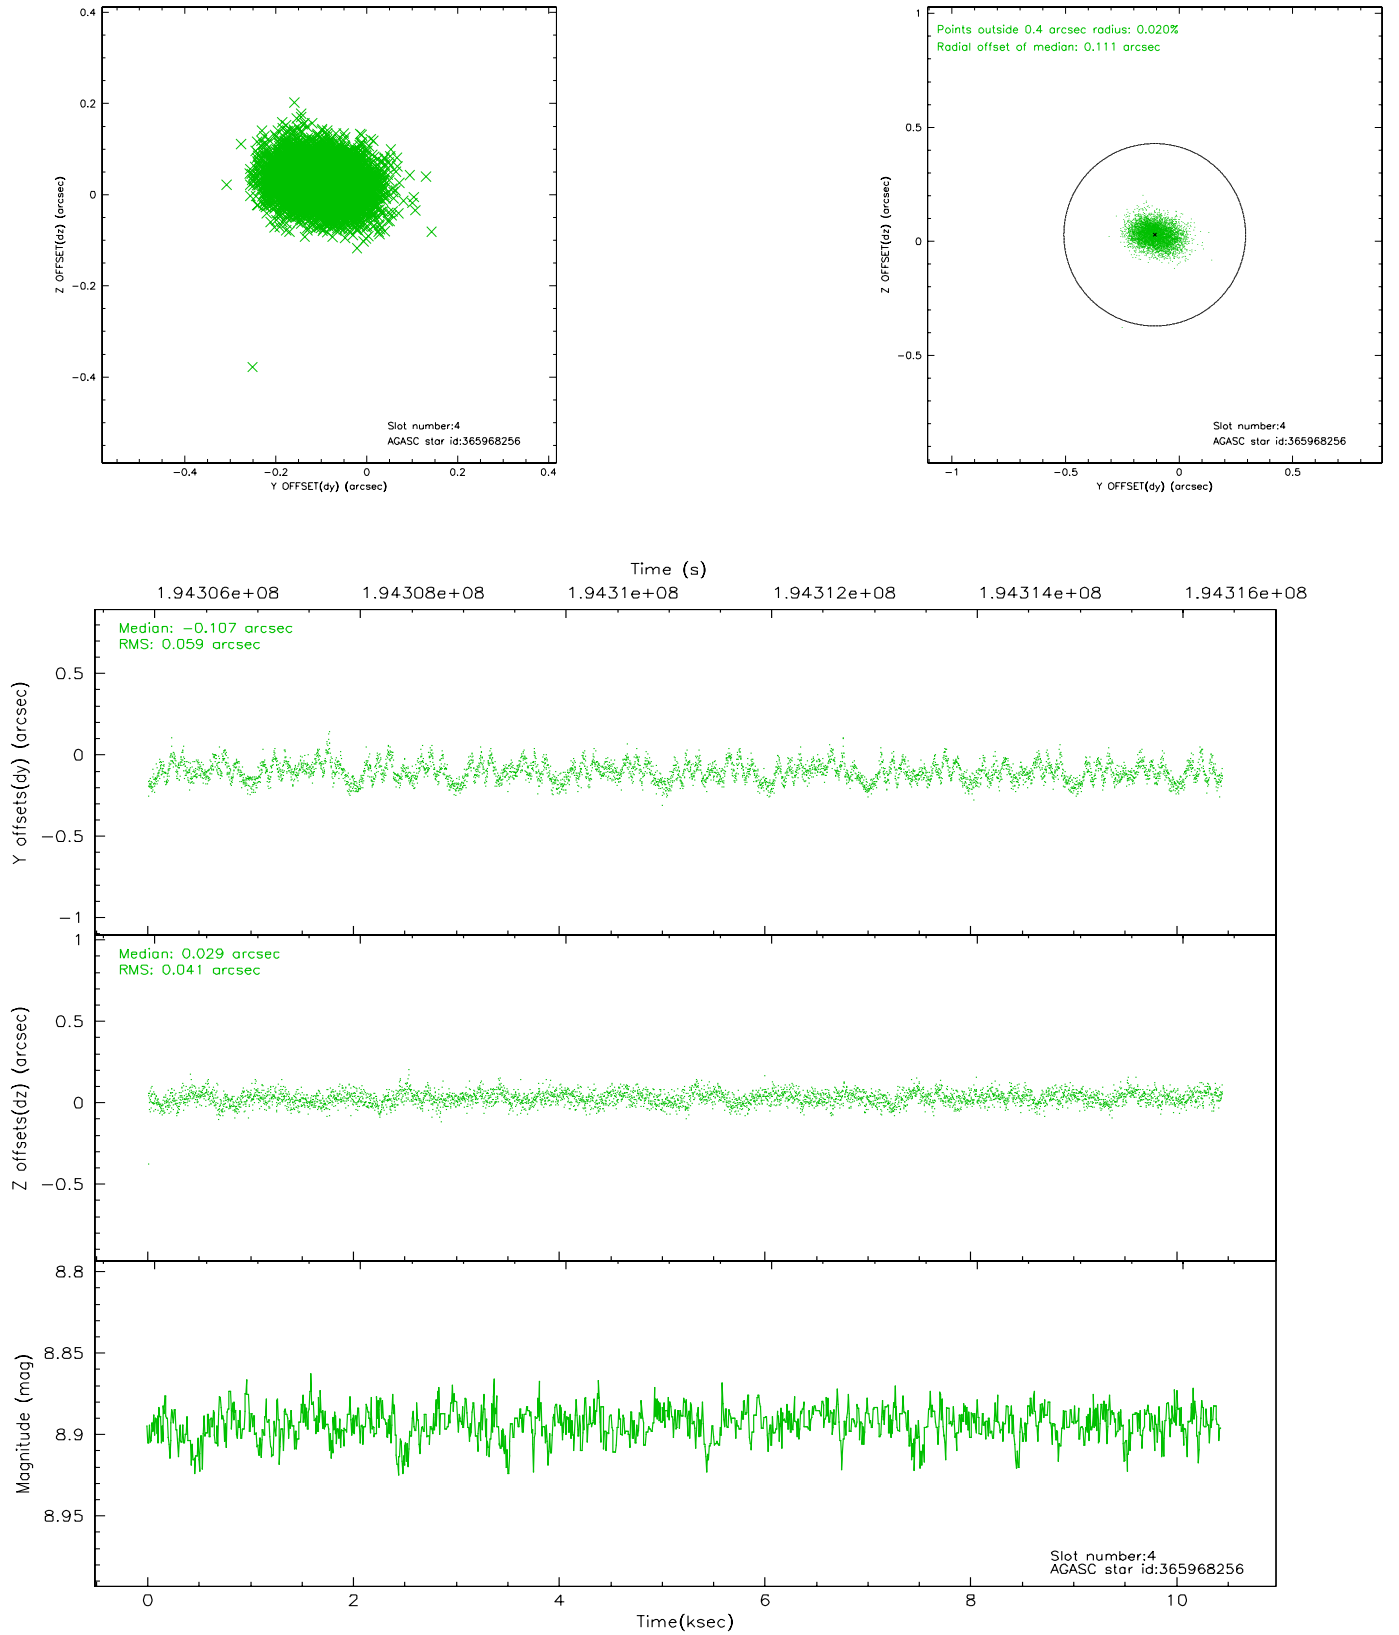 0.4
0.2
0
−0.2
−0.4
−0.4
−0.2
0
0.2
0.4
Z OFFSET(dz) (arcsec)
Y OFFSET(dy) (arcsec)
Slot number:4
AGASC star id:365968256
Points outside 0.4 arcsec radius: 0.020%
Radial offset of median: 0.111 arcsec
1
0.5
0
−0.5
−1
−0.5
0
0.5
Z OFFSET(dz) (arcsec)
Y OFFSET(dy) (arcsec)
Slot number:4
AGASC star id:365968256
Time (s)
1.94306e+08
1.94308e+08
1.9431e+08
1.94312e+08
1.94314e+08
1.94316e+08
Median: −0.107 arcsec
RMS: 0.059 arcsec
0.5
0
−0.5
−1
Y offsets(dy) (arcsec)
Median: 0.029 arcsec
RMS: 0.041 arcsec
1
0.5
0
−0.5
Z offsets(dz) (arcsec)
8.8
8.85
8.9
8.95
Magnitude (mag)
Slot number:4
AGASC star id:365968256
0
2
4
6
8
10
Time(ksec)